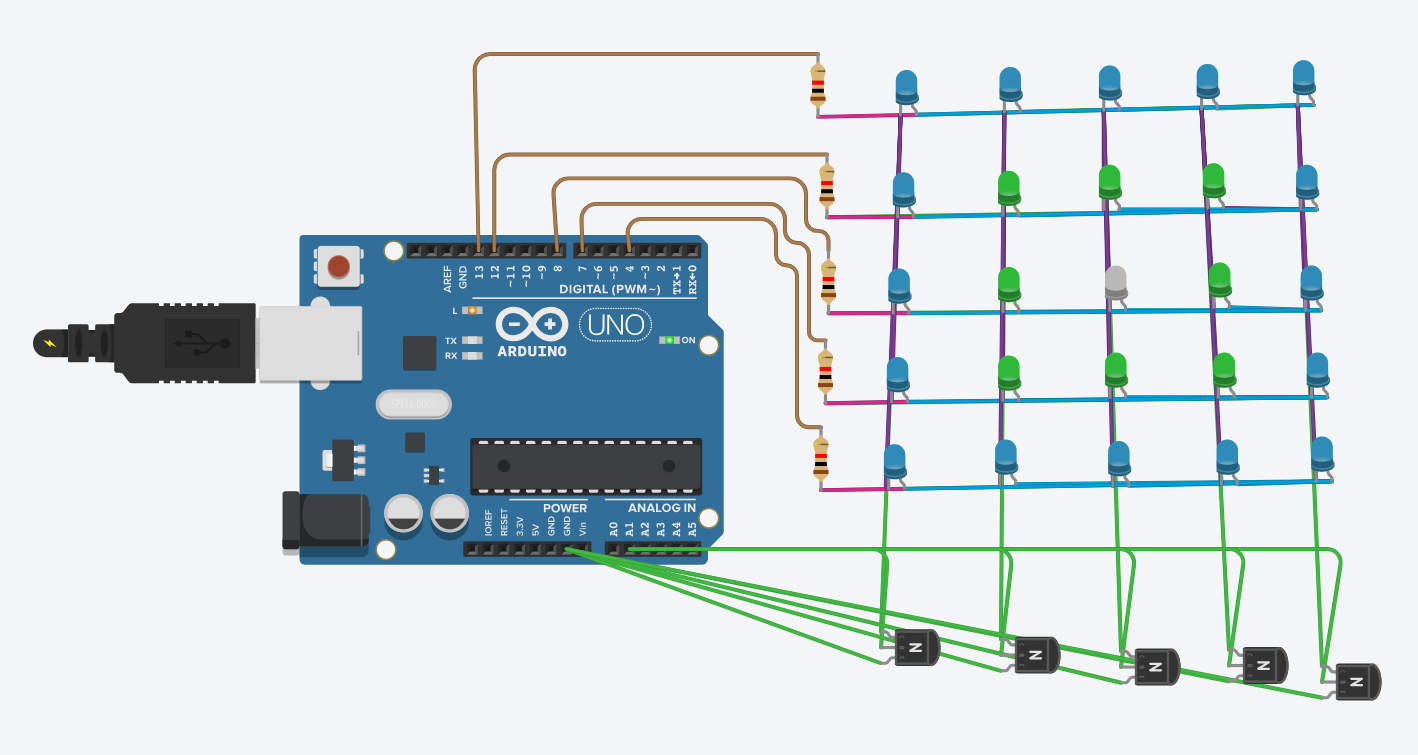 AREF
GND
13
12
~11
~10
~9
8
7
~6
~5
4
~3
2
TX→1
RX←0
DIGITAL (PWM~)
L
TX
RX
UNO
ARDUINO
ON
POWER
ANALOG IN
IOREF
RESET
3.3V
5V
GND
GND
Vin
A0
A1
A2
A3
A4
A5
N
N
N
N
N